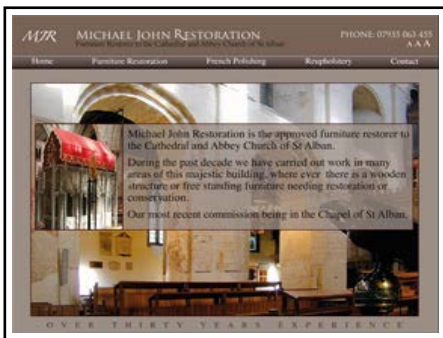 MJR
MICHAEL JOHN RESTORATION
Furniture Restorer to the Cathedral and Abbey Church of St Alban
PHONE: 07935 063 455
A A A
Home Furniture Restoration French Polishing Reupholstery Contact
Michael John Restoration is the approved furniture restorer to
the Cathedral and Abbey Church of St Alban.
During the past decade we have carried out work in many
areas of this majestic building, where ever there is a wooden
structure or free standing furniture needing restoration or
conservation.
Our most recent commission being in the Chapel of St Alban.
OVER THIRTY YEARS EXPERIENCE